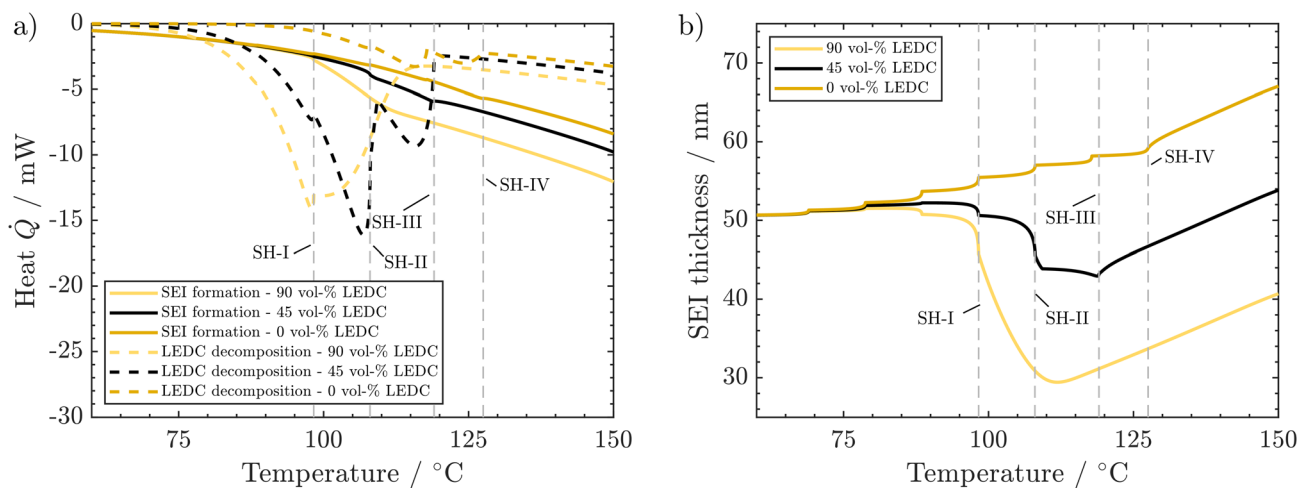 a)
0
-5
-10
-15
-20
-25
-30
Heat Q̇ / mW
SH-I
SH-II
SH-III
SH-IV
SEI formation - 90 vol-% LEDC
SEI formation - 45 vol-% LEDC
SEI formation - 0 vol-% LEDC
LEDC decomposition - 90 vol-% LEDC
LEDC decomposition - 45 vol-% LEDC
LEDC decomposition - 0 vol-% LEDC
75 100 125 150
Temperature / °C
b)
70
60
50
40
30
SEI thickness / nm
90 vol-% LEDC
45 vol-% LEDC
0 vol-% LEDC
SH-IV
SH-III
SH-I
SH-II
75 100 125 150
Temperature / °C